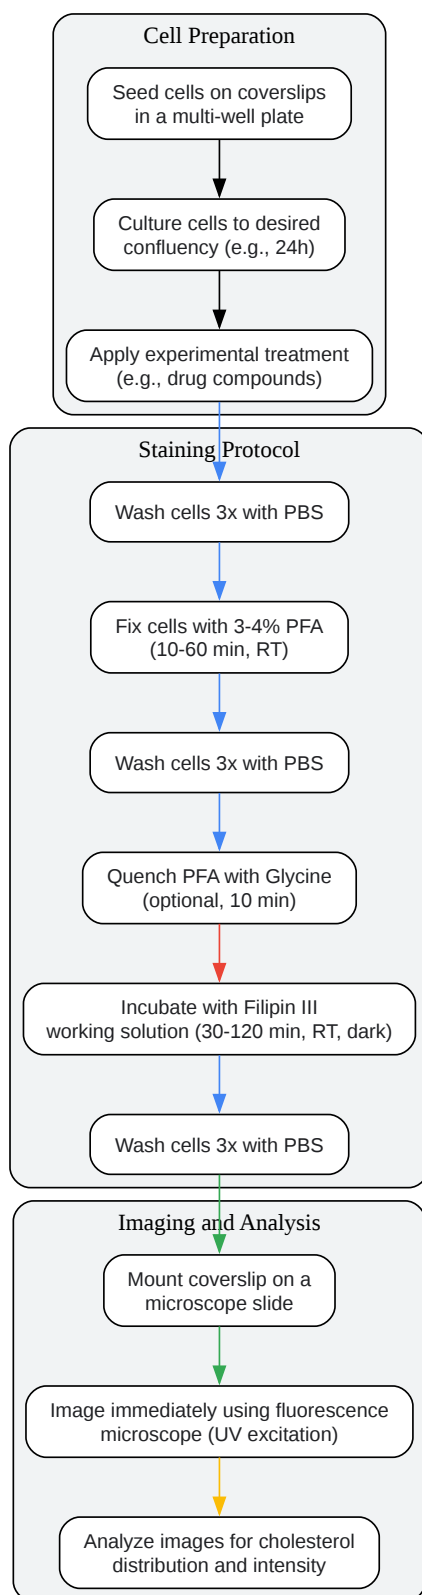 Cell Preparation
Seed cells on coverslips
in a multi-well plate
Culture cells to desired
confluency (e.g., 24h)
Apply experimental treatment
(e.g., drug compounds)
Staining Protocol
Wash cells 3x with PBS
Fix cells with 3-4% PFA
(10-60 min, RT)
Wash cells 3x with PBS
Quench PFA with Glycine
(optional, 10 min)
Incubate with Filipin III
working solution (30-120 min, RT, dark)
Wash cells 3x with PBS
Imaging and Analysis
Mount coverslip on a
microscope slide
Image immediately using fluorescence
microscope (UV excitation)
Analyze images for cholesterol
distribution and intensity